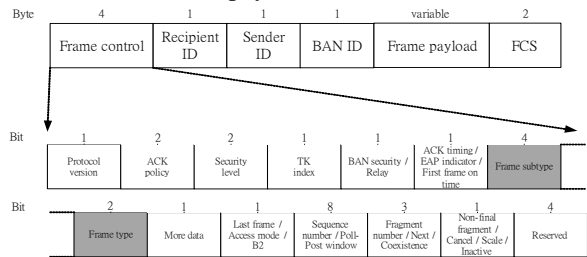 Byte 4 1 1 1 variable 2
Frame control Recipient ID Sender ID BAN ID Frame payload FCS
Bit 1 2 2 1 1 1 4
Protocol version ACK policy Security level TK index BAN security / Relay ACK timing / EAP indicator / First frame on time Frame subtype
Bit 2 1 1 8 3 1 4
Frame type More data Last frame / Access mode / B2 Sequence number / Poll-Post window Fragment number / Next / Coexistence Non-final fragment / Cancel / Scale / Inactive Reserved